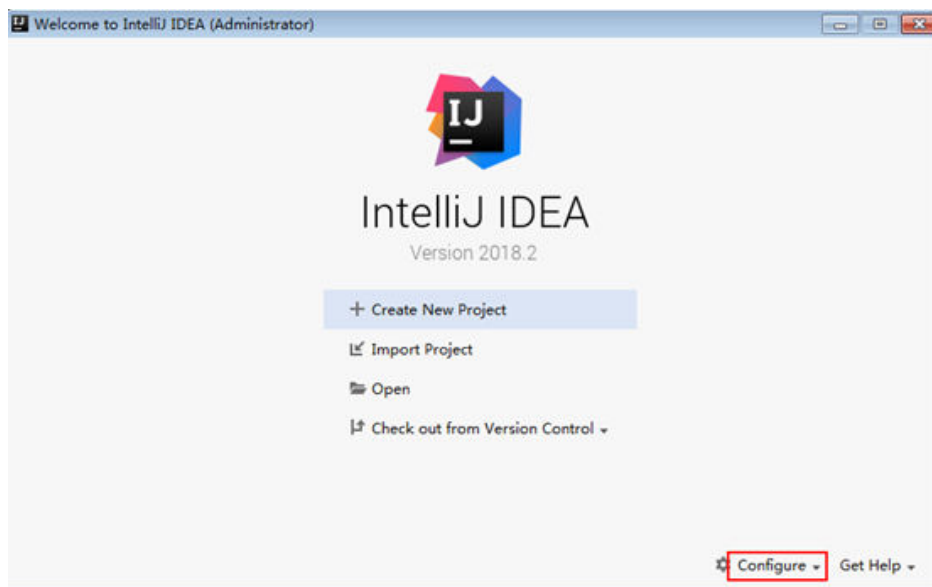 Welcome to IntelliJ IDEA (Administrator)
IJ
IntelliJ IDEA
Version 2018.2
Create New Project
Import Project
Open
Check out from Version Control
Configure Get Help